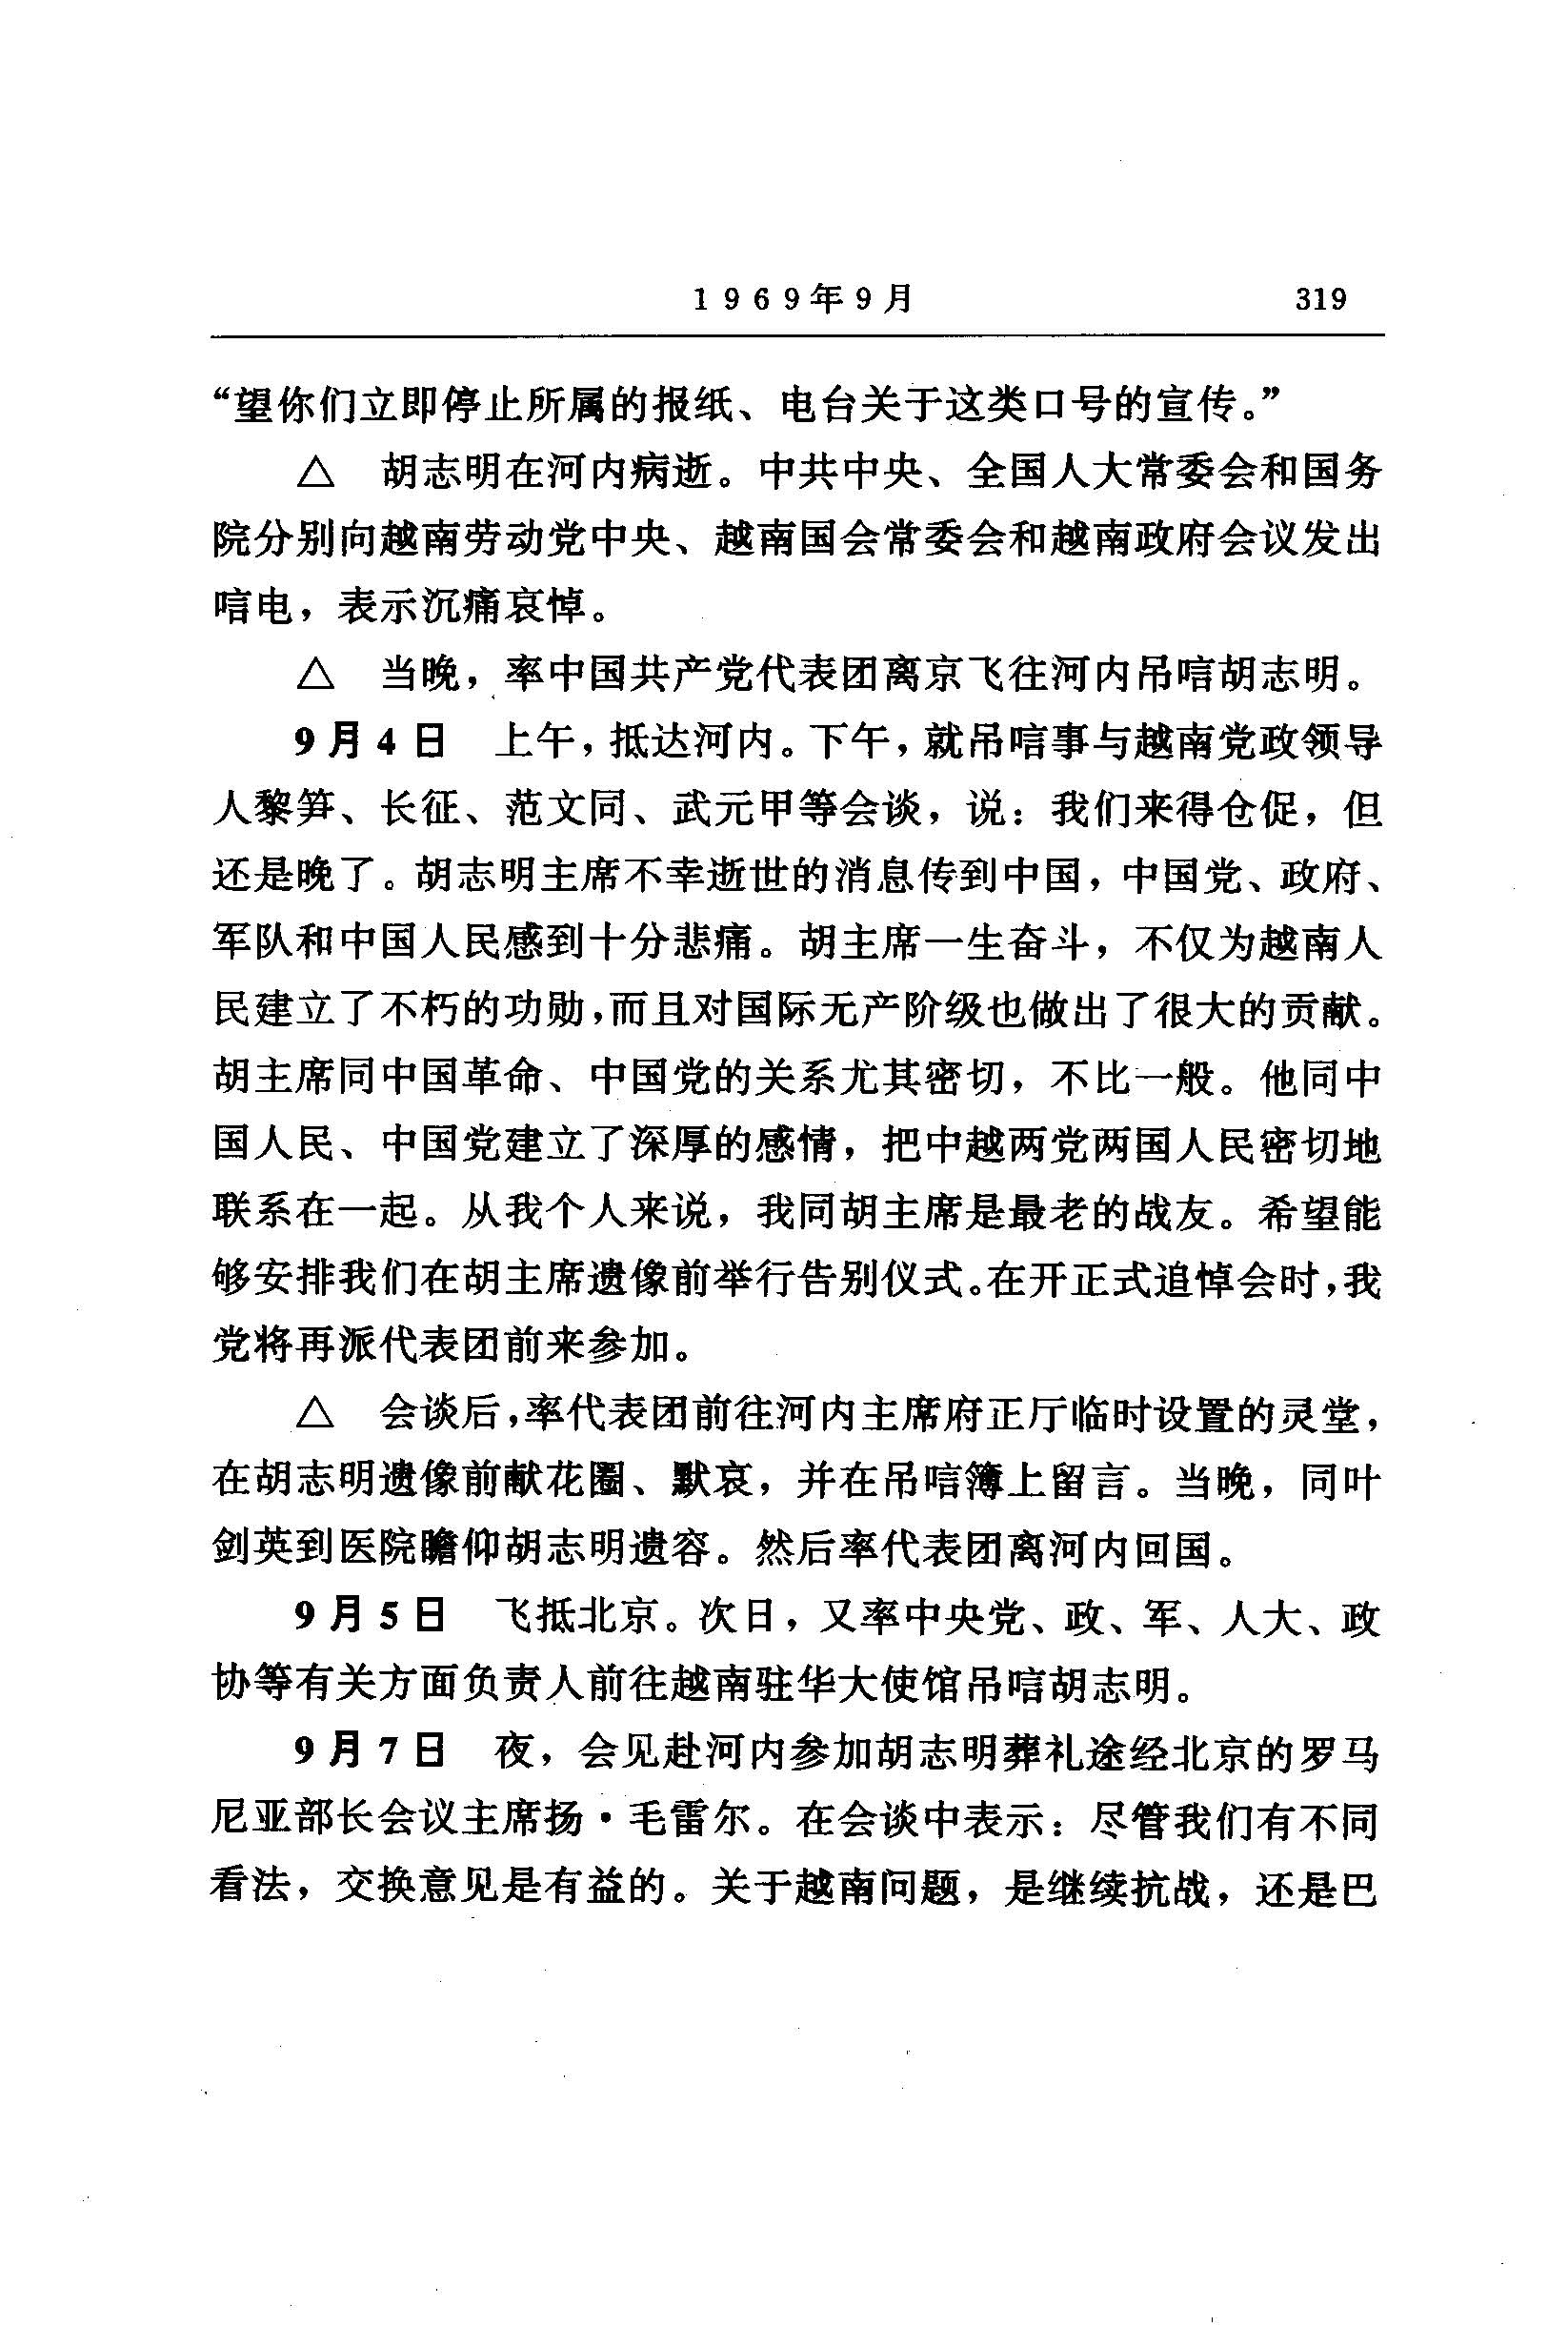 1969年9月 319
“望你们立即停止所属的报纸、电台关于这类口号的宣传。”
△ 胡志明在河内病逝。中共中央、全国人大常委会和国务
院分别向越南劳动党中央、越南国会常委会和越南政府会议发出
唁电，表示沉痛哀悼。
△ 当晚，率中国共产党代表团离京飞往河内吊唁胡志明。
9月4日 上午，抵达河内。下午，就吊唁事与越南党政领导
人黎笋、长征、范文同、武元甲等会谈，说：我们来得仓促，但
还是晚了。胡志明主席不幸逝世的消息传到中国，中国党、政府、
军队和中国人民感到十分悲痛。胡主席一生奋斗，不仅为越南人
民建立了不朽的功勋，而且对国际无产阶级也做出了很大的贡献。
胡主席同中国革命、中国党的关系尤其密切，不比一般。他同中
国人民、中国党建立了深厚的感情，把中越两党两国人民密切地
联系在一起。从我个人来说，我同胡主席是最老的战友。希望能
够安排我们在胡主席遗像前举行告别仪式。在开正式追悼会时，我
党将再派代表团前来参加。
△ 会谈后，率代表团前往河内主席府正厅临时设置的灵堂，
在胡志明遗像前献花圈、默哀，并在吊唁簿上留言。当晚，同叶
剑英到医院瞻仰胡志明遗容。然后率代表团离河内回国。
9月5日 飞抵北京。次日，又率中央党、政、军、人大、政
协等有关方面负责人前往越南驻华大使馆吊唁胡志明。
9月7日 夜，会见赴河内参加胡志明葬礼途经北京的罗马
尼亚部长会议主席扬·毛雷尔。在会谈中表示：尽管我们有不同
看法，交换意见是有益的。关于越南问题，是继续抗战，还是巴